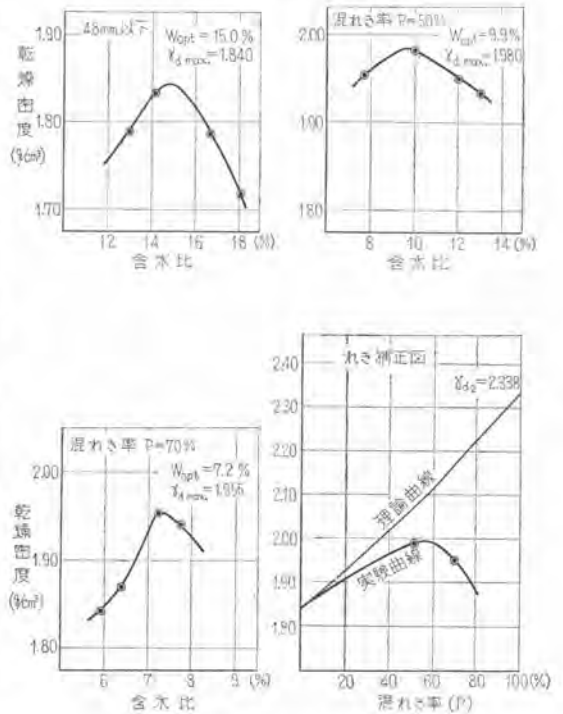 1.90
4.8mm以下
Wopt = 15.0 %
γd max. = 1.840
1.80
1.70
乾燥密度
(g/cm³)
12 14 16 18 (%)
含水比
2.00
混れき率 P=50%
Wopt = 9.9%
γd max. = 1.980
2.00
1.90
1.80
8 10 12 14 (%)
含水比
混れき率 P=70%
Wopt = 7.2 %
2.00
1.90
1.80
乾燥密度
(g/cm³)
6 7 8 9 (%)
含水比
れき補正図
γd₂=2.338
2.40
2.30
2.20
2.10
2.00
1.90
理論曲線
実験曲線
20 40 60 80 100(%)
混れき率 (P)